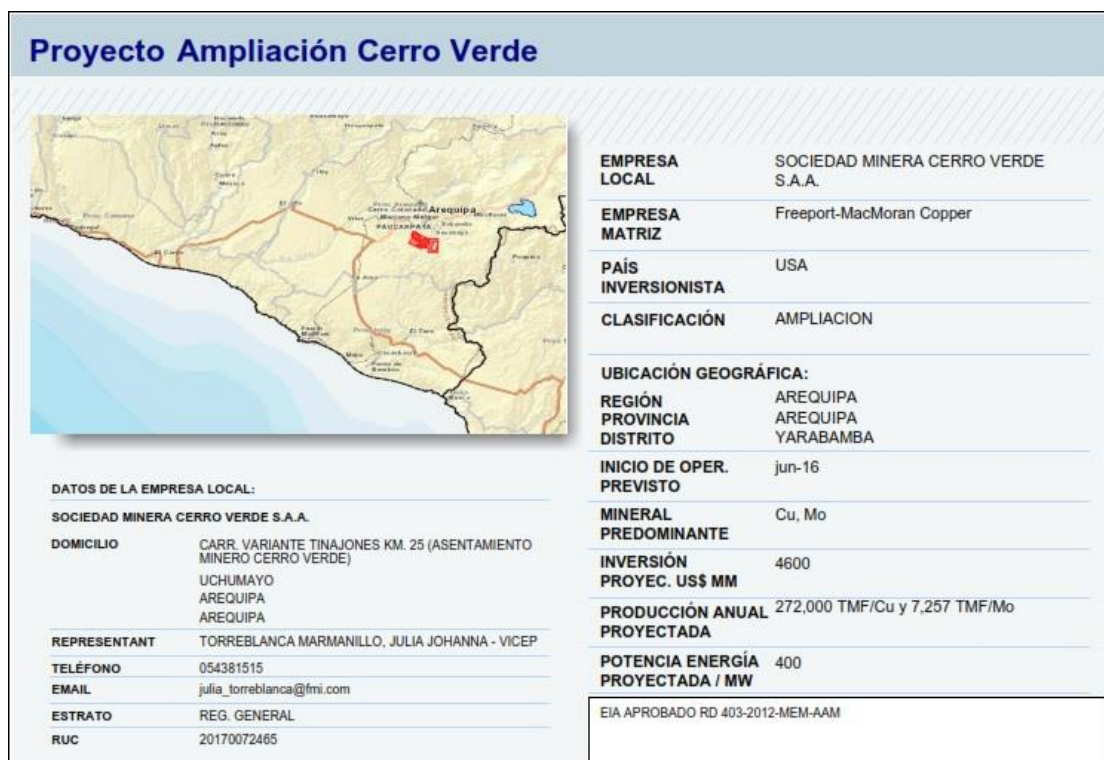 Proyecto Ampliación Cerro Verde
Arequipa
PAUCARPATA
EMPRESA LOCAL SOCIEDAD MINERA CERRO VERDE S.A.A.
EMPRESA MATRIZ Freeport-MacMoran Copper
PAÍS INVERSIONISTA USA
CLASIFICACIÓN AMPLIACION
UBICACIÓN GEOGRÁFICA:
REGIÓN AREQUIPA
PROVINCIA AREQUIPA
DISTRITO YARABAMBA
INICIO DE OPER. PREVISTO jun-16
MINERAL PREDOMINANTE Cu, Mo
INVERSIÓN PROYEC. US$ MM 4600
PRODUCCIÓN ANUAL PROYECTADA 272,000 TMF/Cu y 7,257 TMF/Mo
POTENCIA ENERGÍA PROYECTADA / MW 400
EIA APROBADO RD 403-2012-MEM-AAM
DATOS DE LA EMPRESA LOCAL:
SOCIEDAD MINERA CERRO VERDE S.A.A.
DOMICILIO CARR. VARIANTE TINAJONES KM. 25 (ASENTAMIENTO
MINERO CERRO VERDE)
UCHUMAYO
AREQUIPA
AREQUIPA
REPRESENTANT TORREBLANCA MARMANILLO, JULIA JOHANNA - VICEP
TELÉFONO 054381515
EMAIL julia_torreblanca@fmi.com
ESTRATO REG. GENERAL
RUC 20170072465